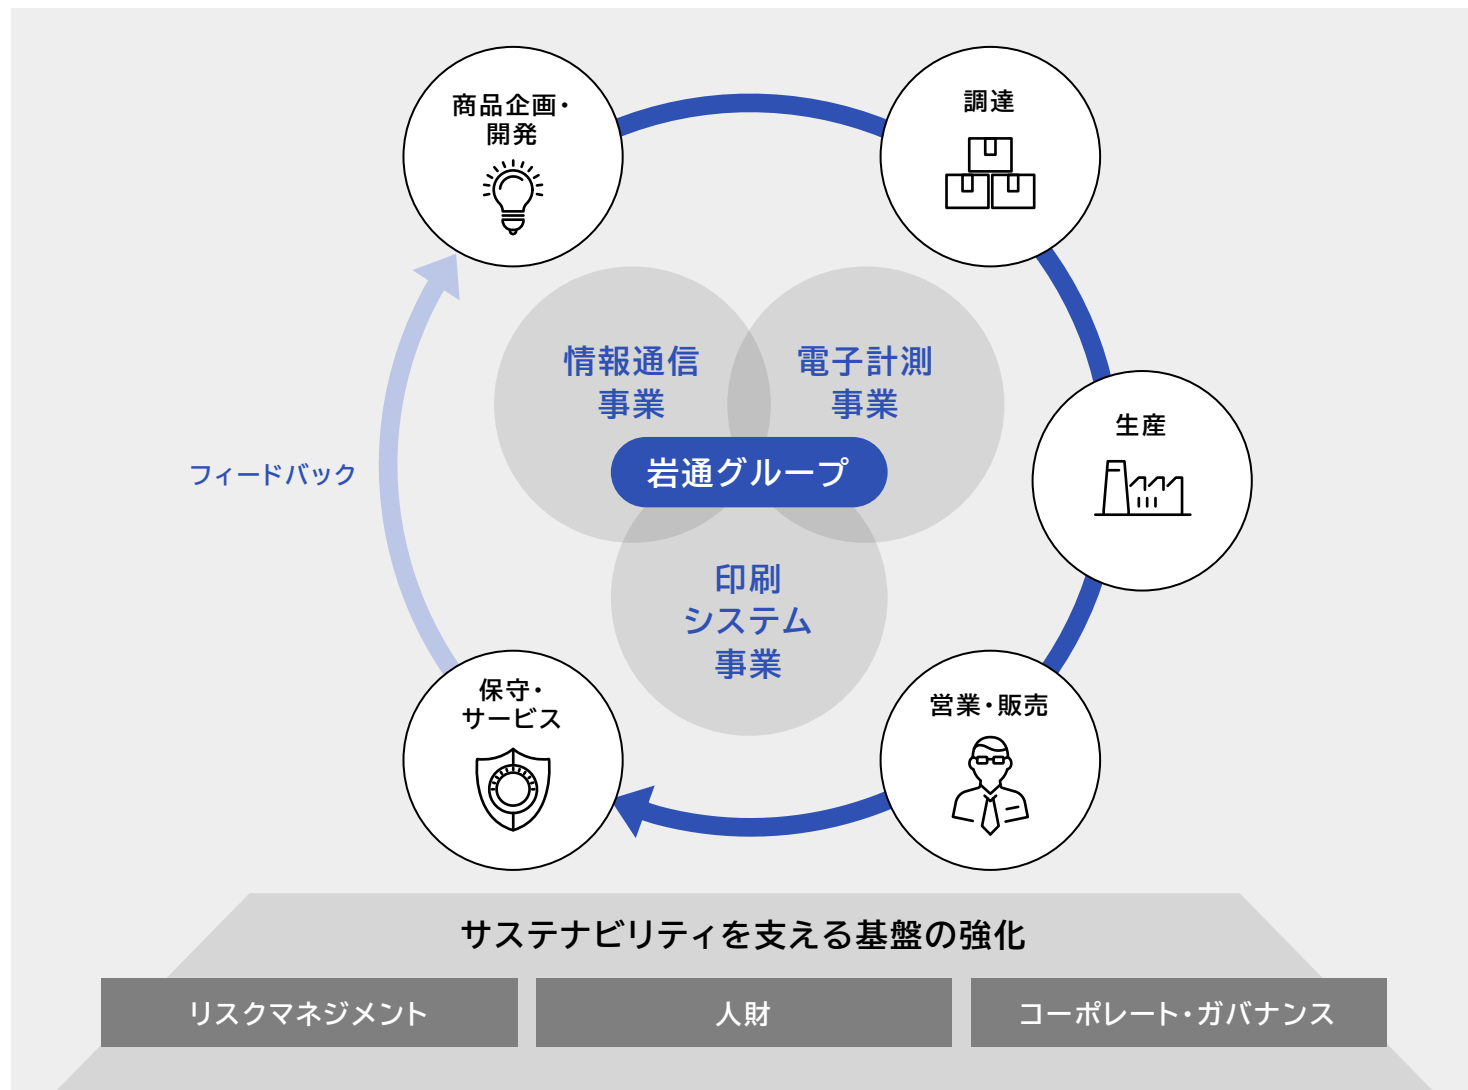 商品企画・
開発
調達
情報通信
事業
電子計測
事業
生産
フィードバック
岩通グループ
印刷
システム
事業
保守・
サービス
営業・販売
サステナビリティを支える基盤の強化
リスクマネジメント
人財
コーポレート・ガバナンス